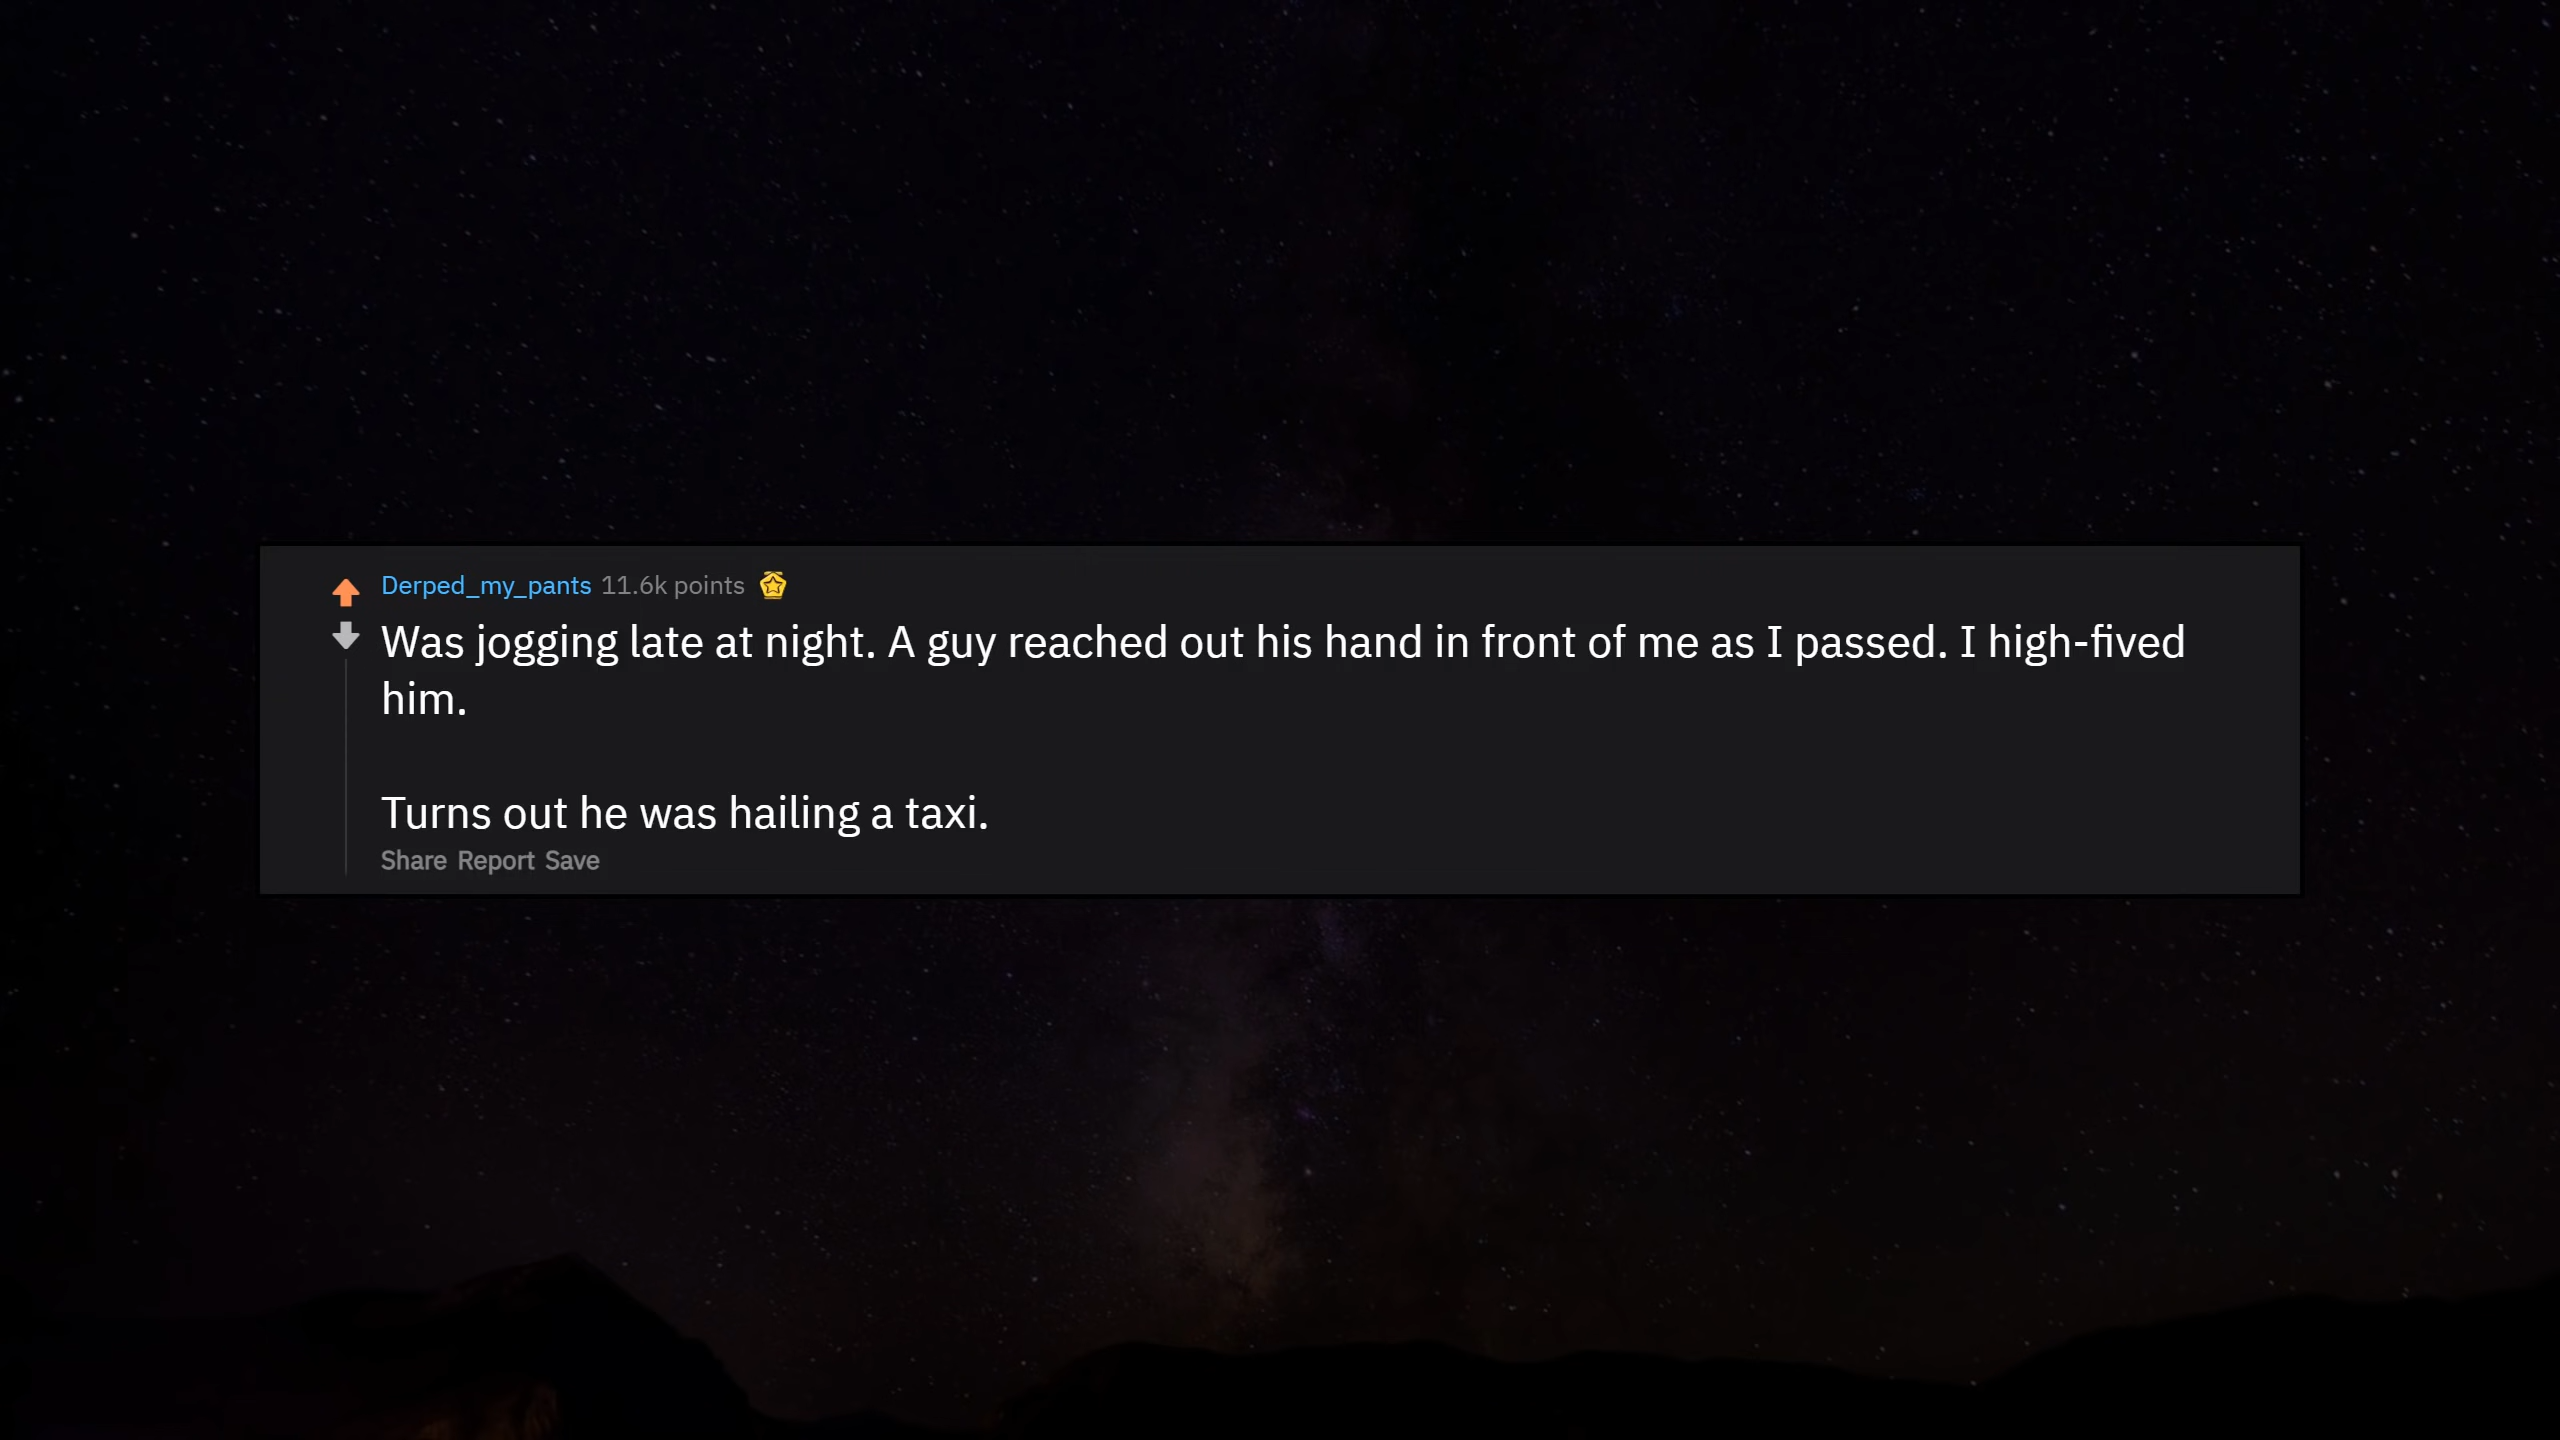 Derped_my_pants 11.6k points
Was jogging late at night. A guy reached out his hand in front of me as I passed. I high-fived
him.
Turns out he was hailing a taxi.
Share Report Save